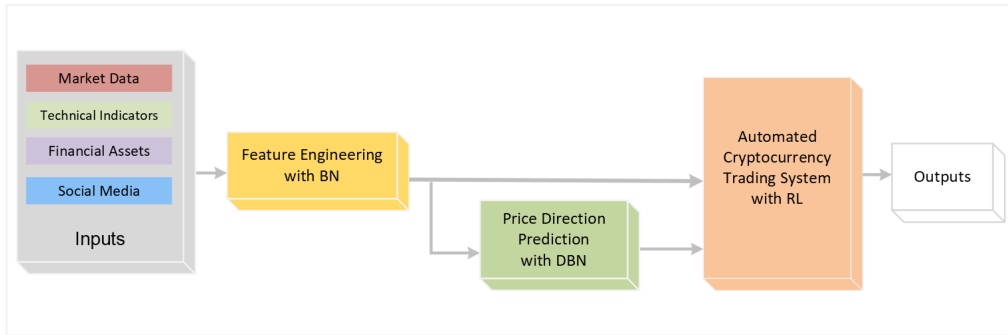 Market Data
Technical Indicators
Financial Assets
Social Media
Inputs
Feature Engineering
with BN
Price Direction
Prediction
with DBN
Automated
Cryptocurrency
Trading System
with RL
Outputs